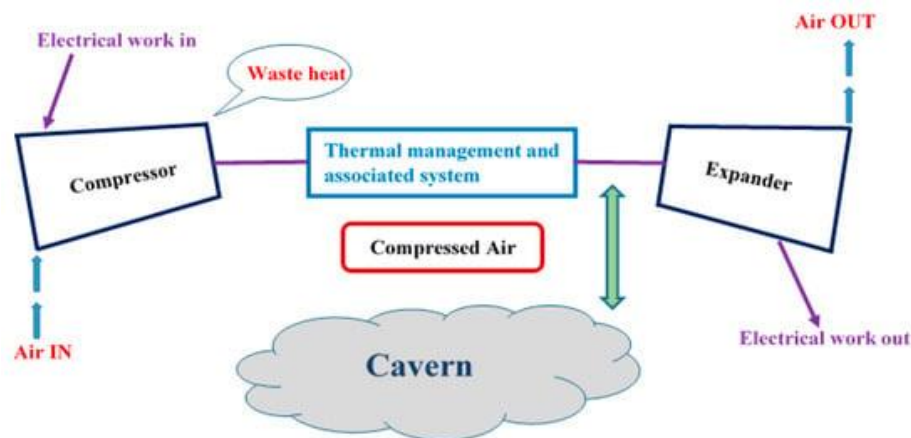 Air OUT
Electrical work in
Waste heat
Compressor
Thermal management and
associated system
Expander
Compressed Air
Electrical work out
Air IN
Cavern